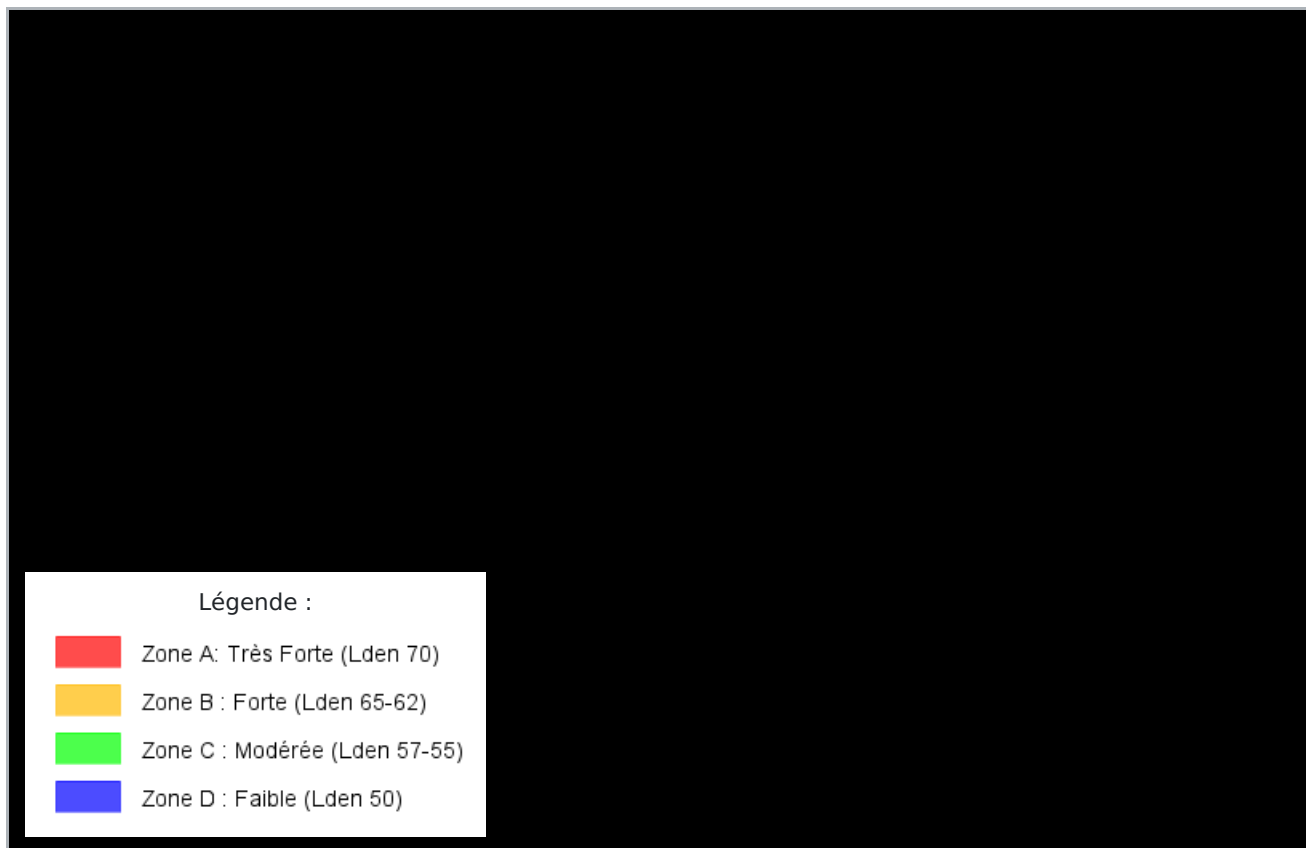 Légende :
Zone A: Très Forte (Lden 70)
Zone B : Forte (Lden 65-62)
Zone C : Modérée (Lden 57-55)
Zone D : Faible (Lden 50)